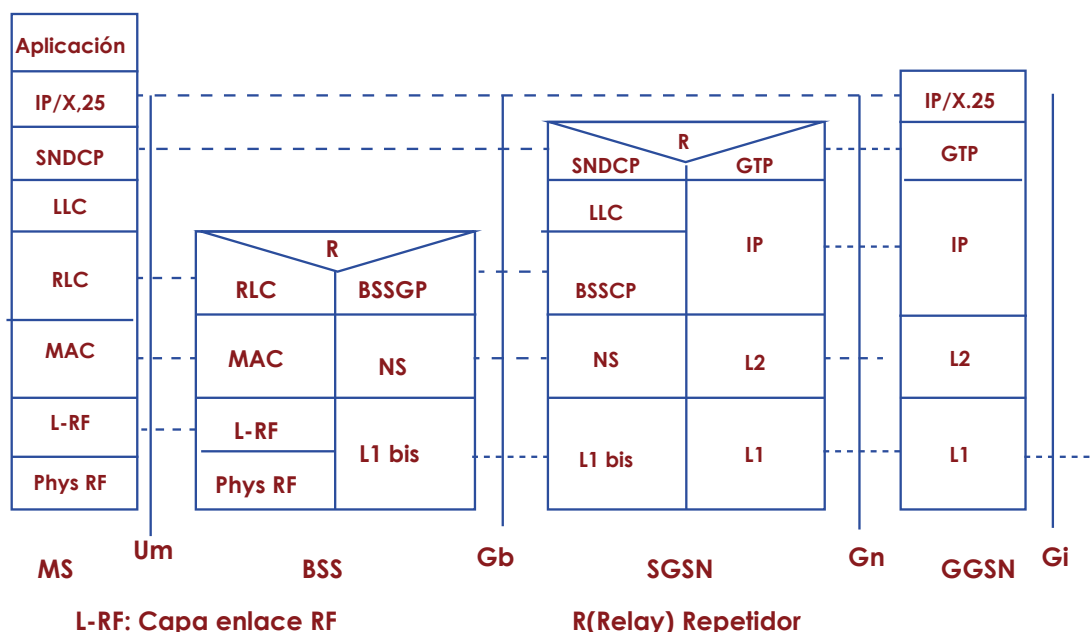 Aplicación
IP/X,25
SNDCP
LLC
RLC
MAC
L-RF
Phys RF
MS
Um
R
RLC
BSSGP
MAC
NS
L-RF
L1 bis
Phys RF
BSS
Gb
R
SNDCP
GTP
LLC
IP
BSSCP
NS
L2
L1 bis
L1
SGSN
Gn
IP/X.25
GTP
IP
L2
L1
GGSN
Gi
L-RF: Capa enlace RF
R(Relay) Repetidor